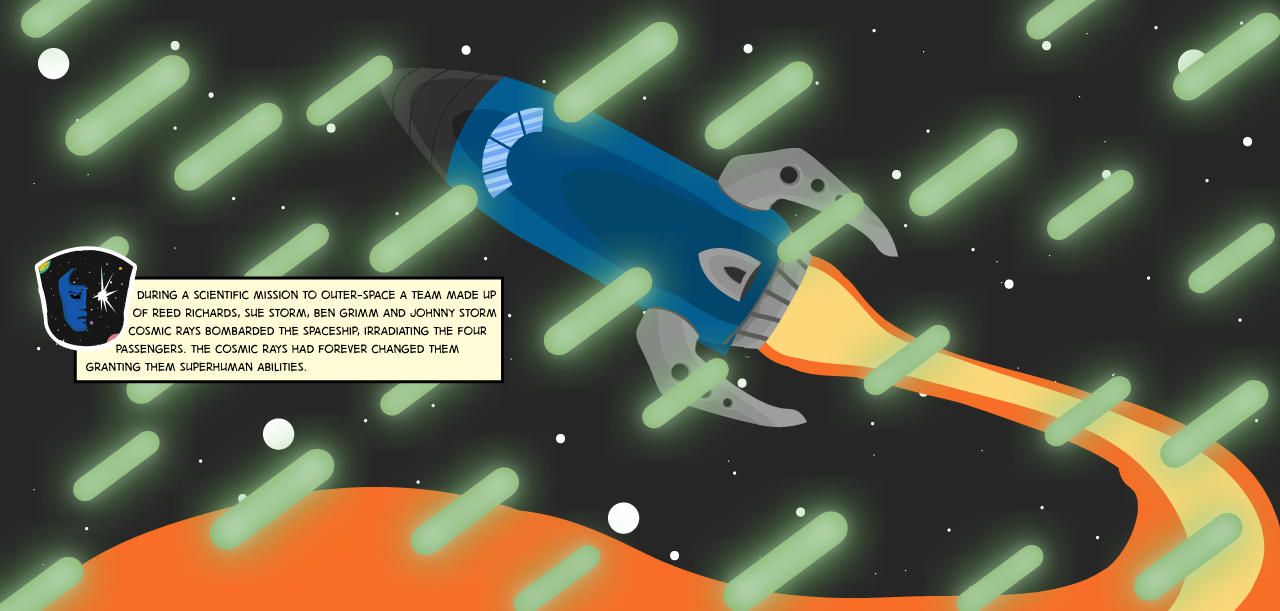 DURING A SCIENTIFIC MISSION TO OUTER-SPACE A TEAM MADE UP
OF REED RICHARDS, SUE STORM, BEN GRIMM AND JOHNNY STORM
COSMIC RAYS BOMBARDED THE SPACESHIP, IRRADIATING THE FOUR
PASSENGERS. THE COSMIC RAYS HAD FOREVER CHANGED THEM
GRANTING THEM SUPERHUMAN ABILITIES.